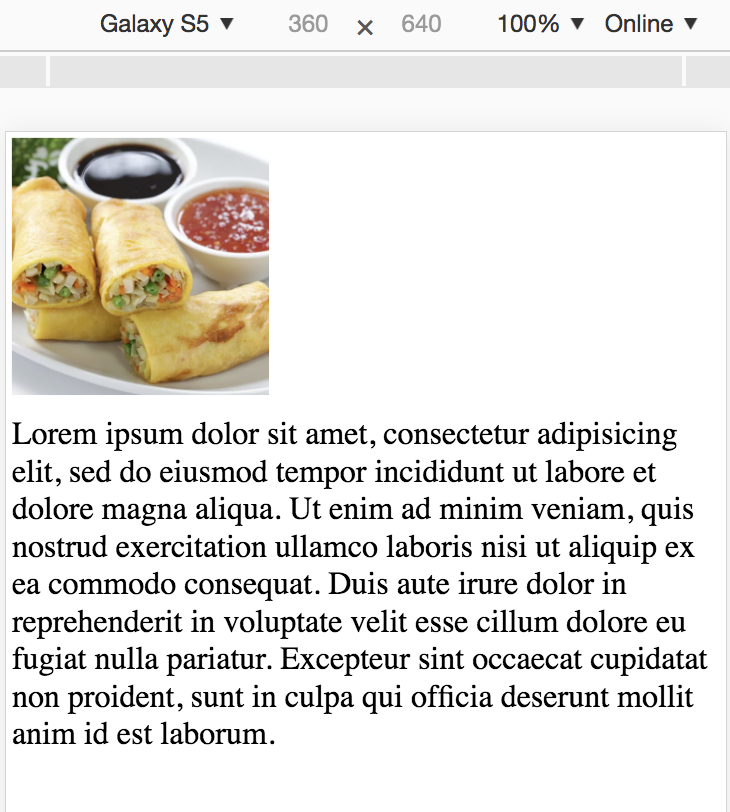 Galaxy S5 ▼ 360 × 640 100% ▼ Online ▼
Lorem ipsum dolor sit amet, consectetur adipisicing
elit, sed do eiusmod tempor incididunt ut labore et
dolore magna aliqua. Ut enim ad minim veniam, quis
nostrud exercitation ullamco laboris nisi ut aliquip ex
ea commodo consequat. Duis aute irure dolor in
reprehenderit in voluptate velit esse cillum dolore eu
fugiat nulla pariatur. Excepteur sint occaecat cupidatat
non proident, sunt in culpa qui officia deserunt mollit
anim id est laborum.